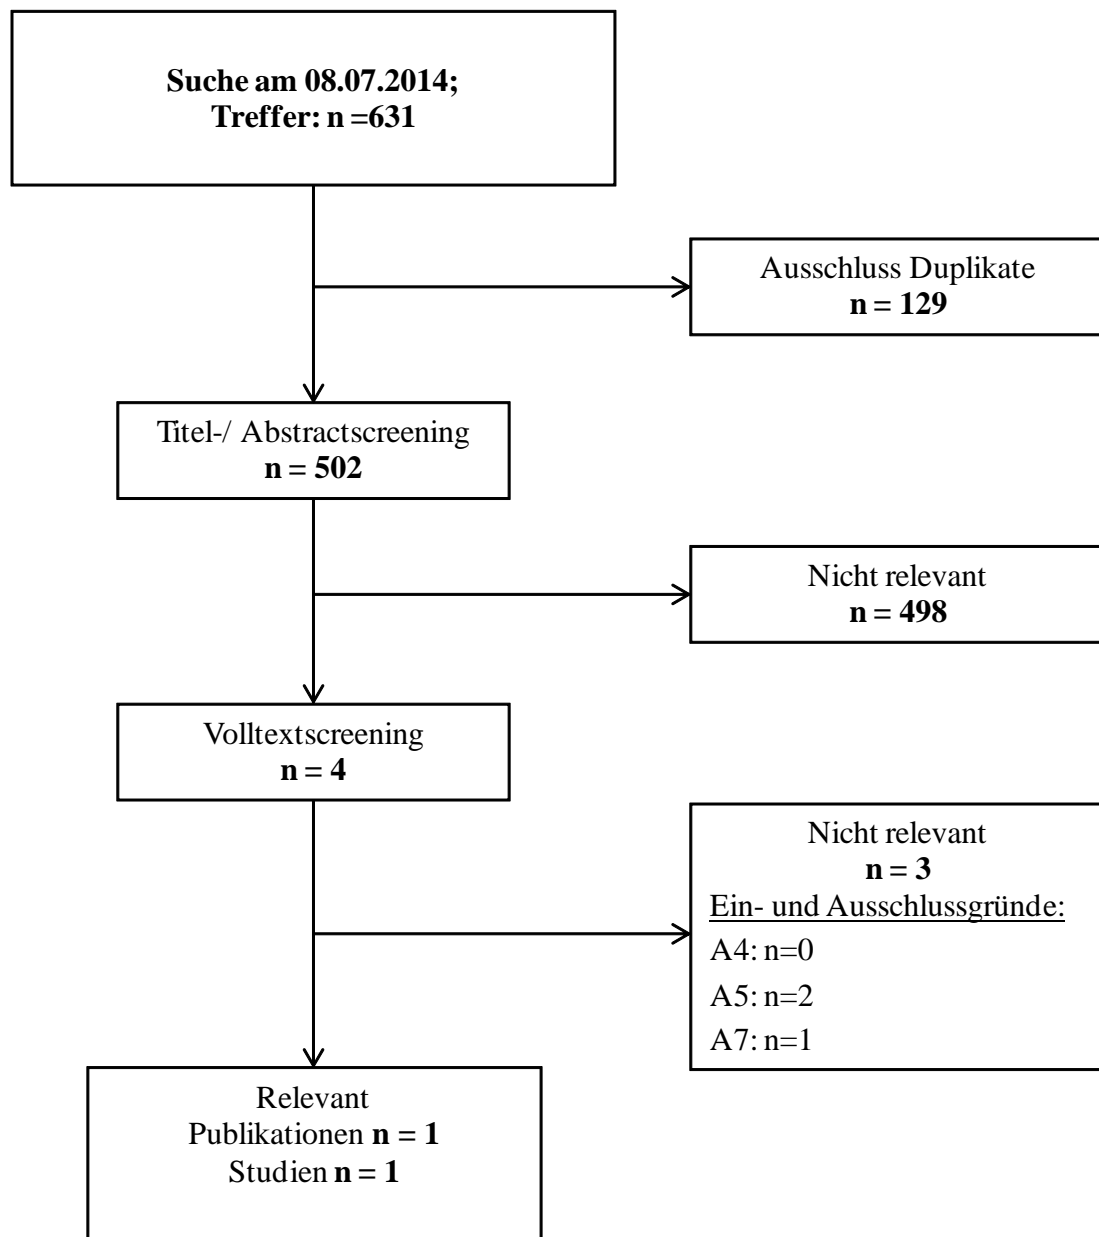 Suche am 08.07.2014;
Treffer: n =631
Ausschluss Duplikate
n = 129
Titel-/ Abstractscreening
n = 502
Nicht relevant
n = 498
Volltextscreening
n = 4
Nicht relevant
n = 3
Ein- und Ausschlussgründe:
A4: n=0
A5: n=2
A7: n=1
Relevant
Publikationen n = 1
Studien n = 1